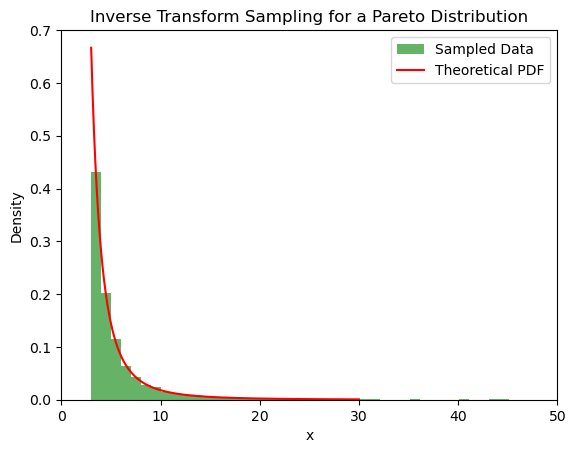 Inverse Transform Sampling for a Pareto Distribution
Sampled Data
Theoretical PDF
Density
0.7
0.6
0.5
0.4
0.3
0.2
0.1
0.0
0 10 20 30 40 50
x